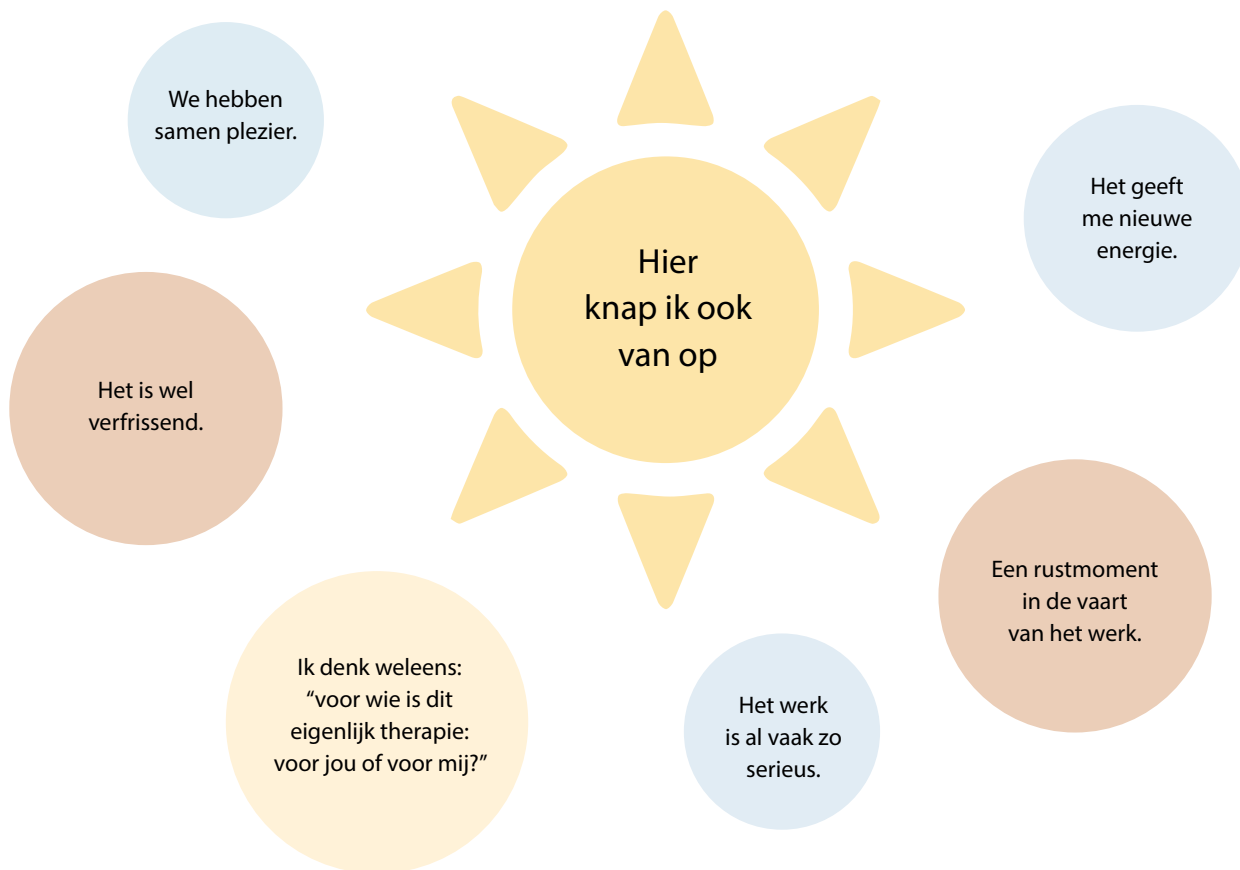 We hebben
samen plezier.
Hier
knap ik ook
van op
Het geeft
me nieuwe
energie.
Het is wel
verfrissend.
Een rustmoment
in de vaart
van het werk.
Ik denk weleens:
“voor wie is dit
eigenlijk therapie:
voor jou of voor mij?”
Het werk
is al vaak zo
serieus.